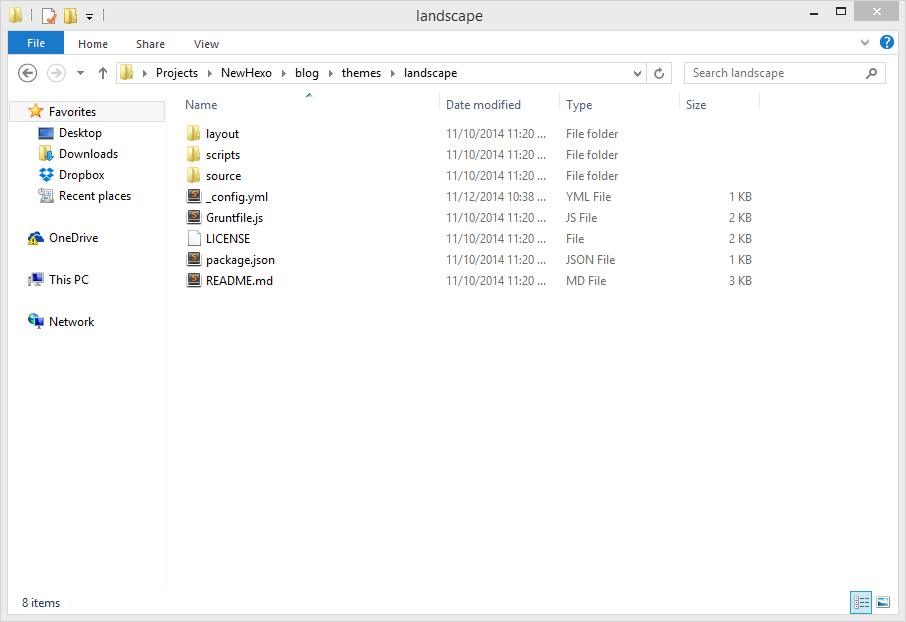 landscape
File Home Share View
Projects NewHexo blog themes landscape Search landscape
Name Date modified Type Size
Favorites
Desktop
Downloads
Dropbox
Recent places
OneDrive
This PC
Network
layout 11/10/2014 11:20 ... File folder
scripts 11/10/2014 11:20 ... File folder
source 11/10/2014 11:20 ... File folder
_config.yml 11/12/2014 10:38 ... YML File 1 KB
Gruntfile.js 11/10/2014 11:20 ... JS File 2 KB
LICENSE 11/10/2014 11:20 ... File 2 KB
package.json 11/10/2014 11:20 ... JSON File 1 KB
README.md 11/10/2014 11:20 ... MD File 3 KB
8 items